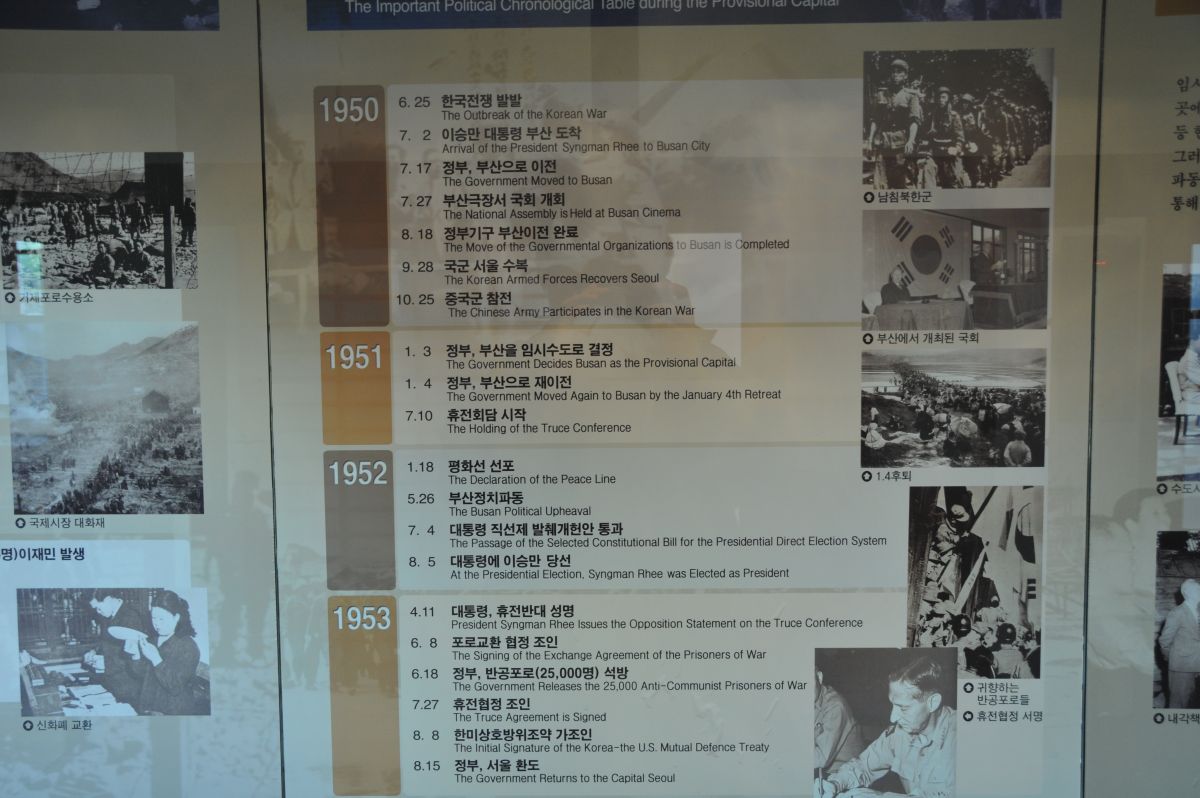 The Important Political Chronological Table during the Provisional Capital
1950
6. 25 한국전쟁 발발
The Outbreak of the Korean War
7. 2 이승만 대통령 부산 도착
Arrival of the President Syngman Rhee to Busan City
7. 17 정부, 부산으로 이전
The Government Moved to Busan
7. 27 부산극장서 국회 개회
The National Assembly is Held at Busan Cinema
8. 18 정부기구 부산이전 완료
The Move of the Governmental Organizations to Busan is Completed
9. 28 국군 서울 수복
The Korean Armed Forces Recovers Seoul
10. 25 중국군 참전
The Chinese Army Participates in the Korean War
1951
1. 3 정부, 부산을 임시수도로 결정
The Government Decides Busan as the Provisional Capital
1. 4 정부, 부산으로 재이전
The Government Moved Again to Busan by the January 4th Retreat
7.10 휴전회담 시작
The Holding of the Truce Conference
1952
1.18 평화선 선포
The Declaration of the Peace Line
5.26 부산정치파동
The Busan Political Upheaval
7. 4 대통령 직선제 발췌개헌안 통과
The Passage of the Selected Constitutional Bill for the Presidential Direct Election System
8. 5 대통령에 이승만 당선
At the Presidential Election, Syngman Rhee was Elected as President
1953
4.11 대통령, 휴전반대 성명
President Syngman Rhee Issues the Opposition Statement on the Truce Conference
6. 8 포로교환 협정 조인
The Signing of the Exchange Agreement of the Prisoners of War
6.18 정부, 반공포로(25,000명) 석방
The Government Releases the 25,000 Anti-Communist Prisoners of War
7.27 휴전협정 조인
The Truce Agreement is Signed
8. 8 한미상호방위조약 가조인
The Initial Signature of the Korea-the U.S. Mutual Defence Treaty
8.15 정부, 서울 환도
The Government Returns to the Capital Seoul
남침북한군
부산에서 개최된 국회
1.4후퇴
귀향하는
반공포로들
휴전협정 서명
거제포로수용소
국제시장 대화재
명)이재민 발생
신화폐 교환
임시
곳에
등
그러
파동
통해
수도시
내각책